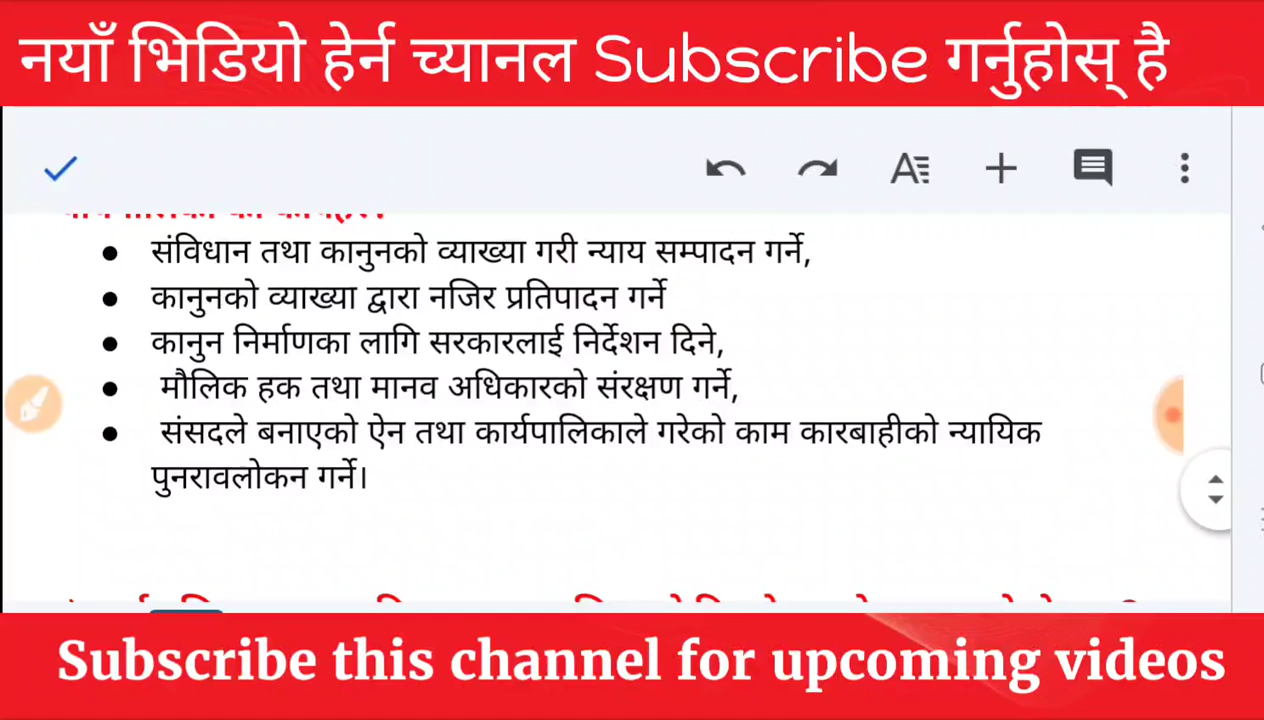 नयाँ भिडियो हेर्न च्यानल Subscribe गर्नुहोस् है
● संविधान तथा कानुनको व्याख्या गरी न्याय सम्पादन गर्ने,
● कानुनको व्याख्या द्वारा नजिर प्रतिपादन गर्ने
● कानुन निर्माणका लागि सरकारलाई निर्देशन दिने,
● मौलिक हक तथा मानव अधिकारको संरक्षण गर्ने,
● संसदले बनाएको ऐन तथा कार्यपालिकाले गरेको काम कारबाहीको न्यायिक
पुनरावलोकन गर्ने।
Subscribe this channel for upcoming videos